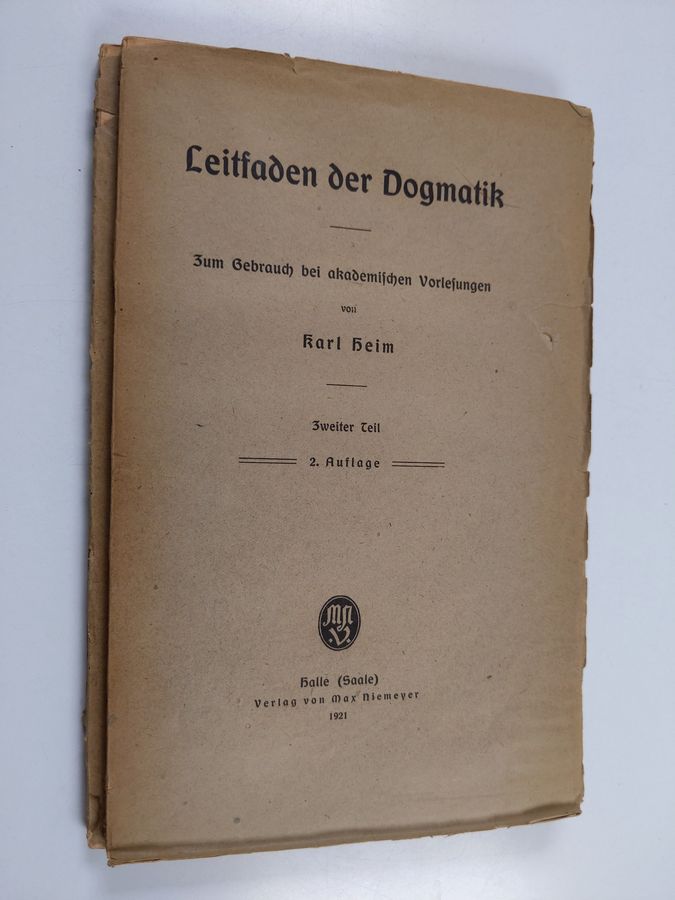 Leitfaden der Dogmatik
Zum Gebrauch bei akademischen Vorlesungen
von
Karl Heim
Zweiter Teil
2. Auflage
MN
V.
Halle (Saale)
Verlag von Max Niemeyer
1921